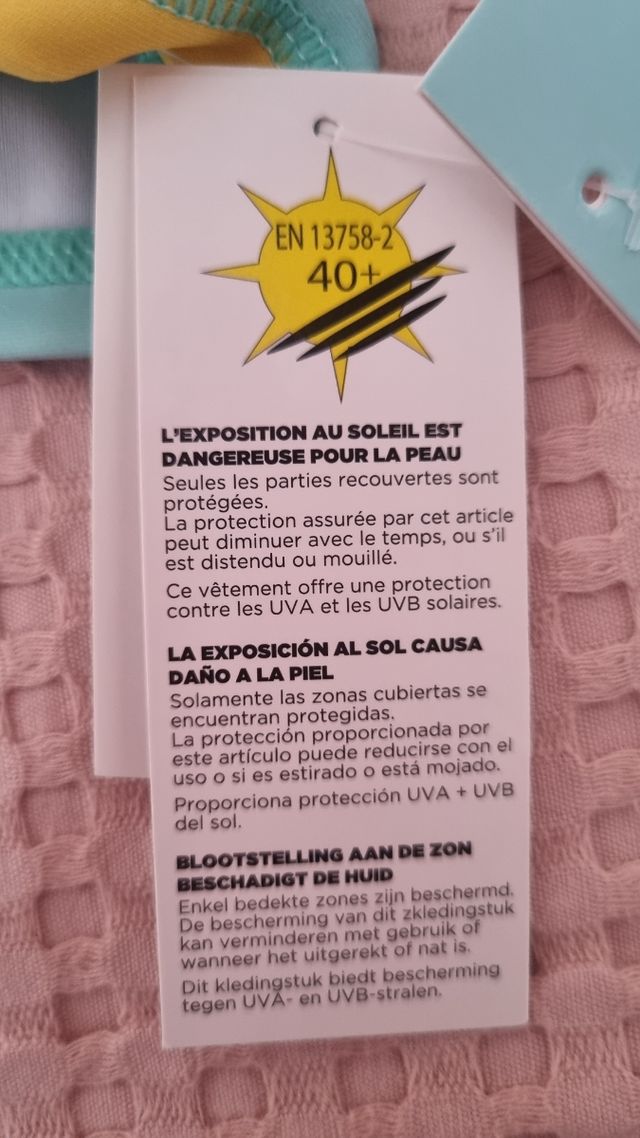 EN 13758-2
40+
L'EXPOSITION AU SOLEIL EST
DANGEREUSE POUR LA PEAU
Seules les parties recouvertes sont
protégées.
La protection assurée par cet article
peut diminuer avec le temps, ou s'il
est distendu ou mouillé.
Ce vêtement offre une protection
contre les UVA et les UVB solaires.
LA EXPOSICIÓN AL SOL CAUSA
DAÑO A LA PIEL
Solamente las zonas cubiertas se
encuentran protegidas.
La protección proporcionada por
este artículo puede reducirse con el
uso o si es estirado o está mojado.
Proporciona protección UVA + UVB
del sol.
BLOOTSTELLING AAN DE ZON
BESCHADIGT DE HUID
Enkel bedekte zones zijn beschermd.
De bescherming van dit zkledingstuk
kan verminderen met gebruik of
wanneer het uitgerekt of nat is.
Dit kledingstuk biedt bescherming
tegen UVA- en UVB-stralen.